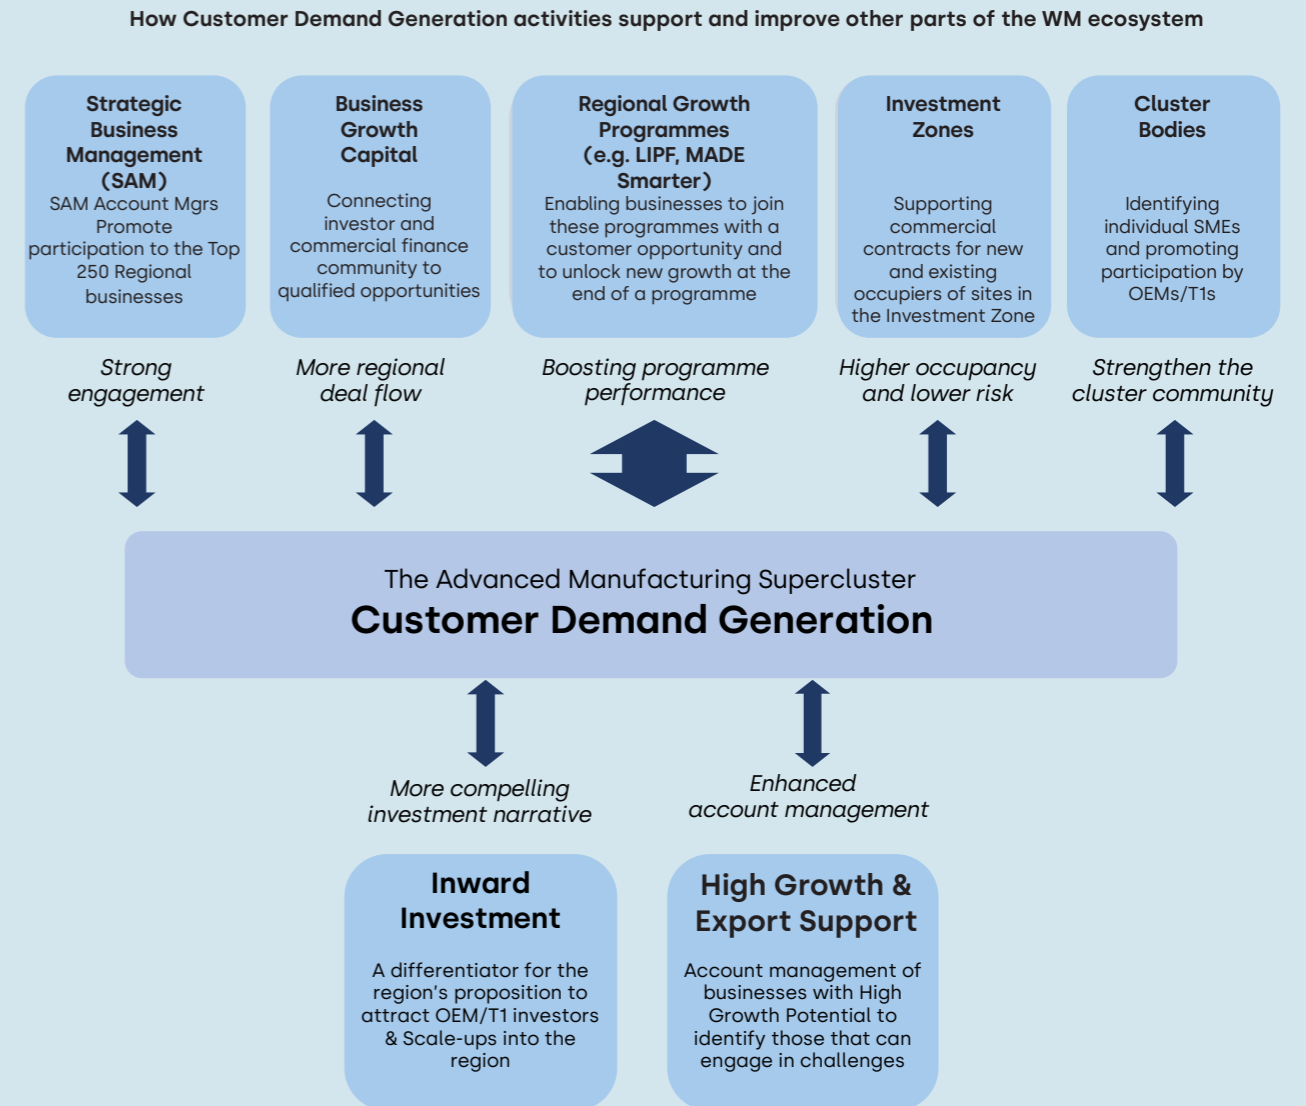 How Customer Demand Generation activities support and improve other parts of the WM ecosystem
Strategic
Business
Management
(SAM)
SAM Account Mgrs
Promote
participation to the Top
250 Regional
businesses
Business
Growth
Capital
Connecting
investor and
commercial finance
community to
qualified opportunities
Regional Growth
Programmes
(e.g. LIPF, MADE
Smarter)
Enabling businesses to join
these programmes with a
customer opportunity and
to unlock new growth at the
end of a programme
Investment
Zones
Supporting
commercial
contracts for new
and existing
occupiers of sites in
the Investment Zone
Cluster
Bodies
Identifying
individual SMEs
and promoting
participation by
OEMs/T1s
Strong
engagement
More regional
deal flow
Boosting programme
performance
Higher occupancy
and lower risk
Strengthen the
cluster community
The Advanced Manufacturing Supercluster
Customer Demand Generation
More compelling
investment narrative
Enhanced
account management
Inward
Investment
A differentiator for the
region's proposition to
attract OEM/T1 investors
& Scale-ups into the
region
High Growth &
Export Support
Account management of
businesses with High
Growth Potential to
identify those that can
engage in challenges